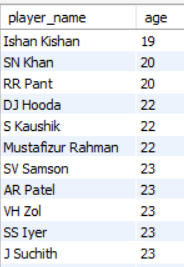 player_name age
Ishan Kishan 19
SN Khan 20
RR Pant 20
DJ Hooda 22
S Kaushik 22
Mustafizur Rahman 22
SV Samson 23
AR Patel 23
VH Zol 23
SS Iyer 23
J Suchith 23